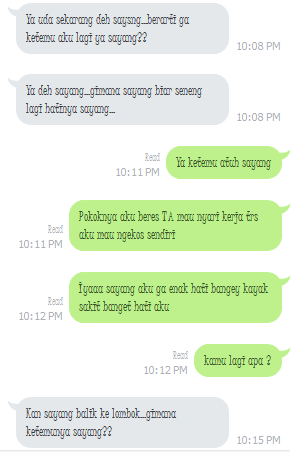 Ya uda sekarang deh saysng...berarti ga
ketemu aku lagi ya sayang??
10:08 PM
Ya deh sayang...gimana sayang biar seneng
lagi hatinya sayang...
10:08 PM
Read
10:11 PM
Ya ketemu atuh sayang
Pokoknya aku beres TA mau nyari kerja trs
aku mau ngekos sendiri
Read
10:11 PM
Iyaaa sayang aku ga enak hati bangey kayak
sakit banget hati aku
Read
10:12 PM
Read
10:12 PM
kamu lagi apa ?
Kan sayang balik ke lombok...gimana
ketemunya sayang??
10:15 PM